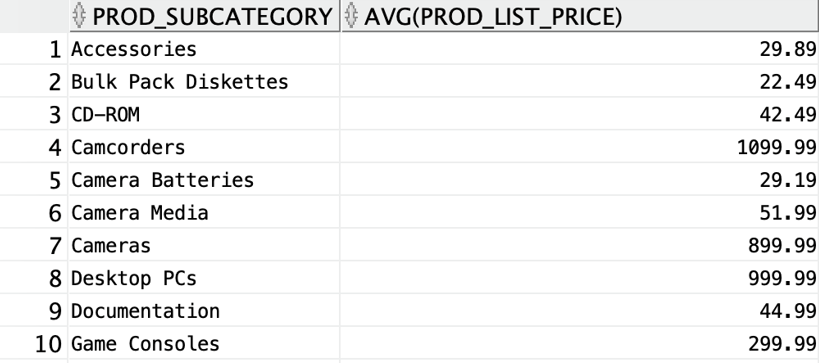 PROD_SUBCATEGORY AVG(PROD_LIST_PRICE)
1 Accessories 29.89
2 Bulk Pack Diskettes 22.49
3 CD-ROM 42.49
4 Camcorders 1099.99
5 Camera Batteries 29.19
6 Camera Media 51.99
7 Cameras 899.99
8 Desktop PCs 999.99
9 Documentation 44.99
10 Game Consoles 299.99